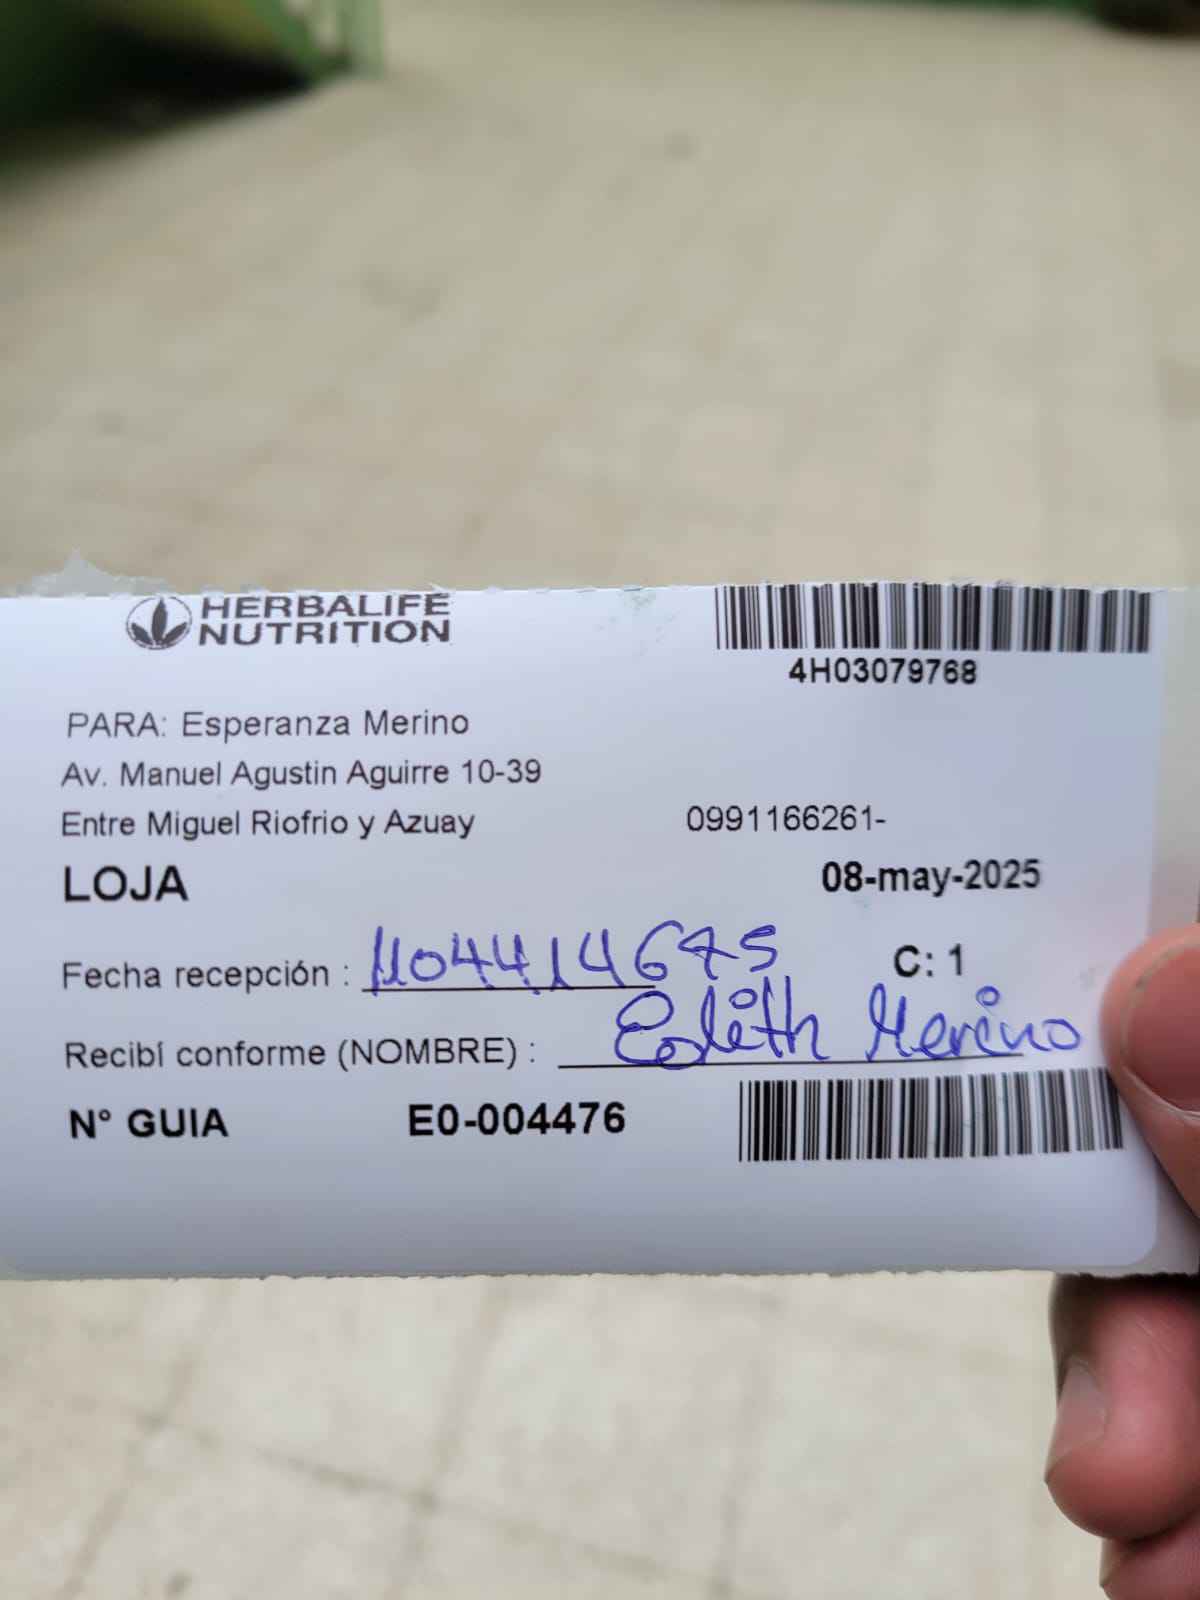 HERBALIFE
NUTRITION
4H03079768
PARA: Esperanza Merino
Av. Manuel Agustin Aguirre 10-39
Entre Miguel Riofrio y Azuay 0991166261-
LOJA 08-may-2025
Fecha recepción : 1104414675 C: 1
Recibí conforme (NOMBRE) : Edith Merino
N° GUIA E0-004476